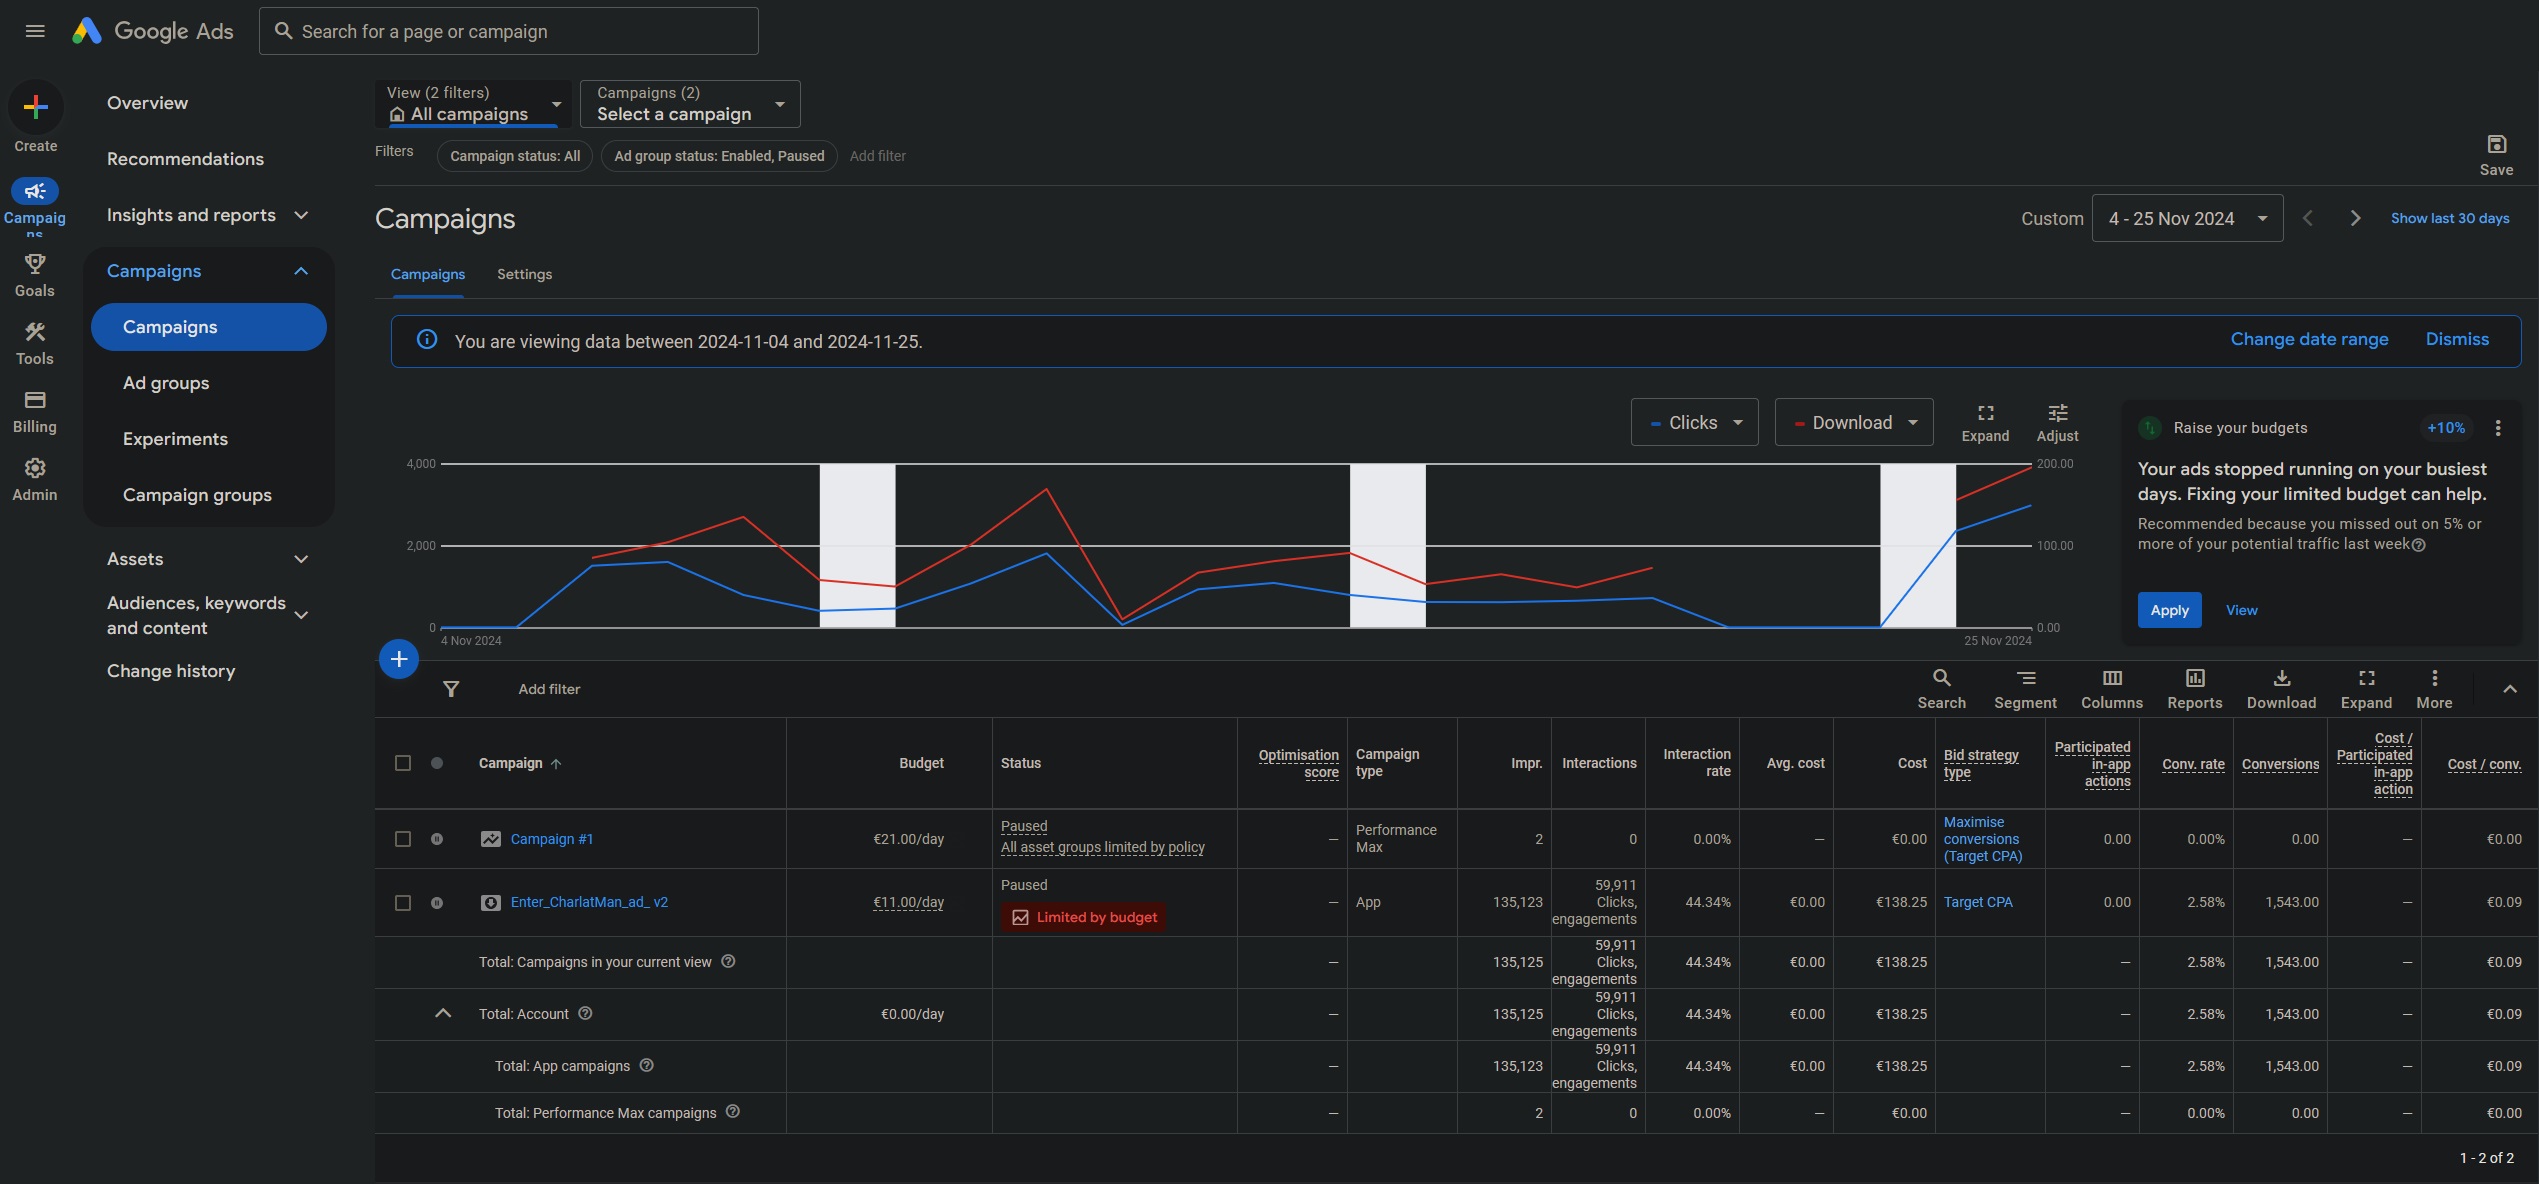 Google Ads
Search for a page or campaign
Create
Campaig
ns
Goals
Tools
Billing
Admin
Overview
Recommendations
Insights and reports
Campaigns
Campaigns
Ad groups
Experiments
Campaign groups
Assets
Audiences, keywords
and content
Change history
View (2 filters)
All campaigns
Campaigns (2)
Select a campaign
Filters
Campaign status: All
Ad group status: Enabled, Paused
Add filter
Save
Campaigns
Custom
4 - 25 Nov 2024
Show last 30 days
Campaigns
Settings
You are viewing data between 2024-11-04 and 2024-11-25.
Change date range
Dismiss
Clicks
Download
Expand
Adjust
4,000
2,000
0
200.00
100.00
0.00
4 Nov 2024
25 Nov 2024
Raise your budgets
+10%
Your ads stopped running on your busiest
days. Fixing your limited budget can help.
Recommended because you missed out on 5% or
more of your potential traffic last week
Apply
View
Add filter
Search
Segment
Columns
Reports
Download
Expand
More
Campaign
Budget
Status
Optimisation
score
Campaign
type
Impr.
Interactions
Interaction
rate
Avg. cost
Cost
Bid strategy
type
Participated
in-app
actions
Conv. rate
Conversions
Cost /
Participated
in-app
action
Cost / conv.
Campaign #1
€21.00/day
Paused
All asset groups limited by policy
—
Performance
Max
2
0
0.00%
—
€0.00
Maximise
conversions
(Target CPA)
0.00
0.00%
0.00
—
€0.00
Enter_CharlatMan_ad_ v2
€11.00/day
Paused
Limited by budget
—
App
135,123
59,911
Clicks,
engagements
44.34%
€0.00
€138.25
Target CPA
0.00
2.58%
1,543.00
—
€0.09
Total: Campaigns in your current view
—
135,125
59,911
Clicks,
engagements
44.34%
€0.00
€138.25
—
2.58%
1,543.00
—
€0.09
Total: Account
€0.00/day
—
135,125
59,911
Clicks,
engagements
44.34%
€0.00
€138.25
—
2.58%
1,543.00
—
€0.09
Total: App campaigns
—
135,123
59,911
Clicks,
engagements
44.34%
€0.00
€138.25
—
2.58%
1,543.00
—
€0.09
Total: Performance Max campaigns
—
2
0
0.00%
—
€0.00
—
0.00%
0.00
—
€0.00
1 - 2 of 2